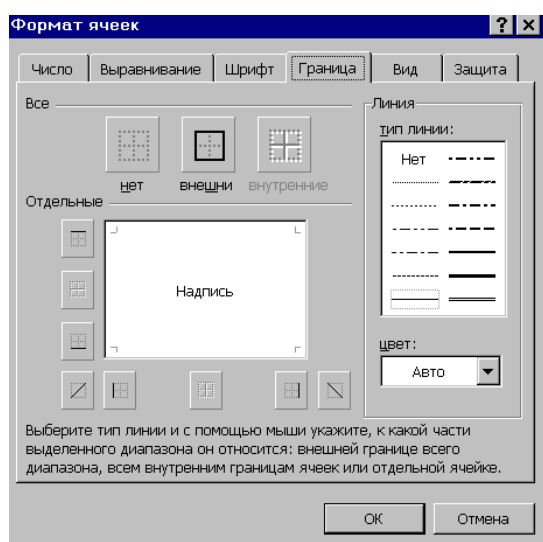 Формат ячеек
Число Выравнивание Шрифт Граница Вид Защита
Все
нет внешни внутренние
Отдельные
Надпись
Линия
тип линии:
Нет
цвет:
Авто
Выберите тип линии и с помощью мыши укажите, к какой части
выделенного диапазона он относится: внешней границе всего
диапазона, всем внутренним границам ячеек или отдельной ячейке.
ОК Отмена